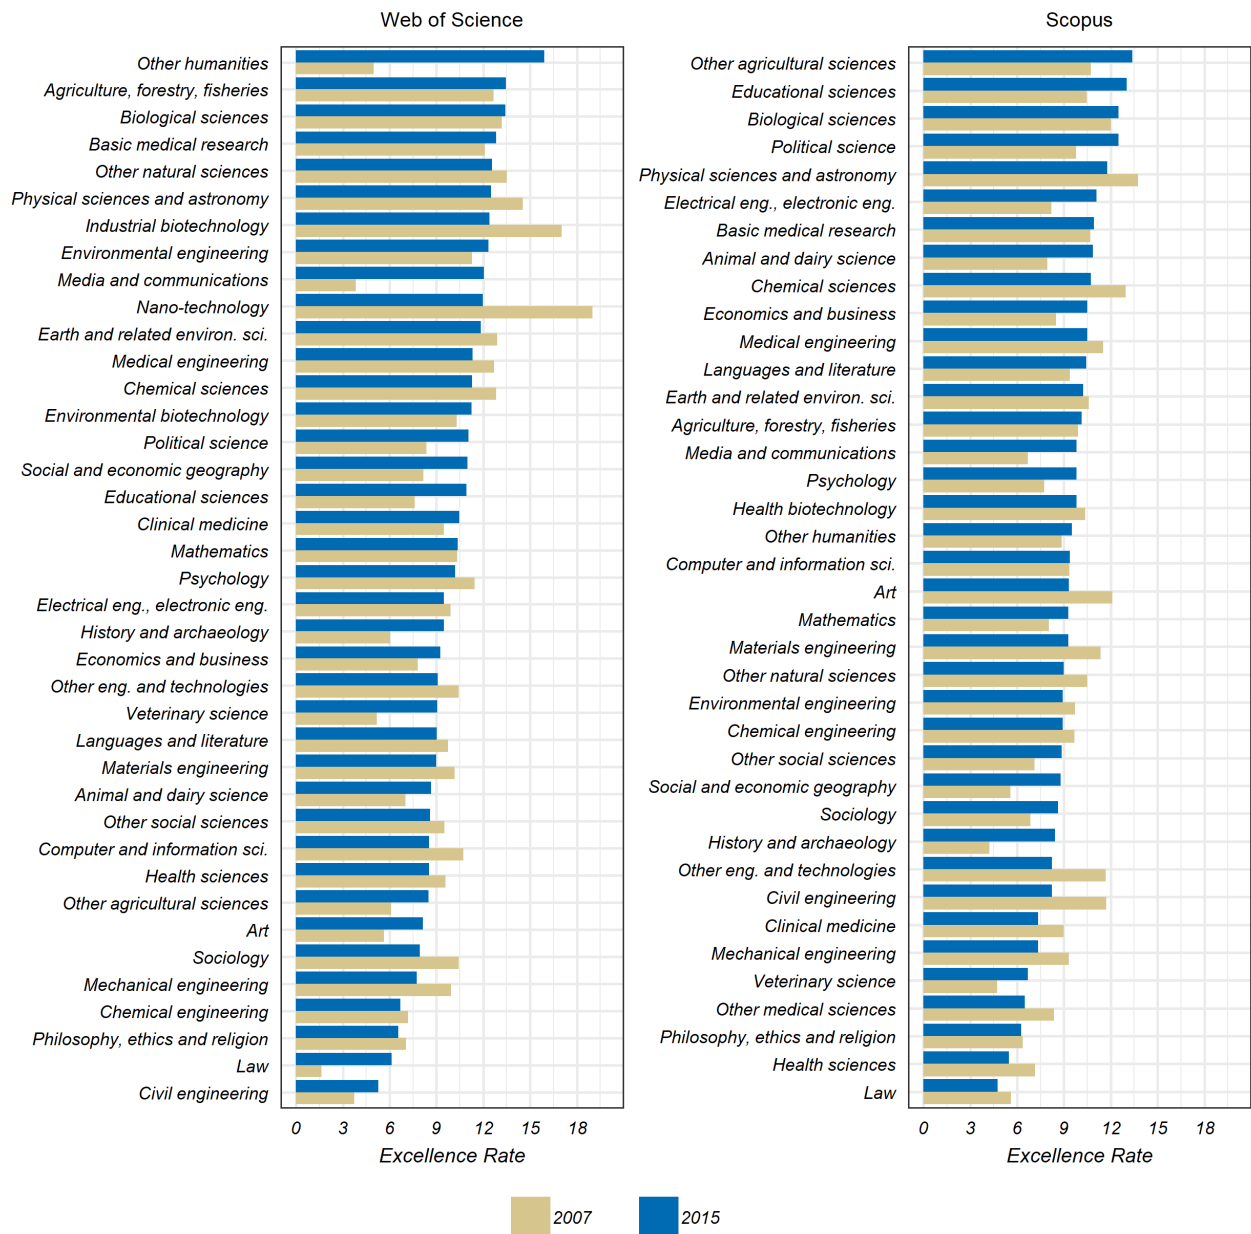 Web of Science
Other humanities
Agriculture, forestry, fisheries
Biological sciences
Basic medical research
Other natural sciences
Physical sciences and astronomy
Industrial biotechnology
Environmental engineering
Media and communications
Nano-technology
Earth and related environ. sci.
Medical engineering
Chemical sciences
Environmental biotechnology
Political science
Social and economic geography
Educational sciences
Clinical medicine
Mathematics
Psychology
Electrical eng., electronic eng.
History and archaeology
Economics and business
Other eng. and technologies
Veterinary science
Languages and literature
Materials engineering
Animal and dairy science
Other social sciences
Computer and information sci.
Health sciences
Other agricultural sciences
Art
Sociology
Mechanical engineering
Chemical engineering
Philosophy, ethics and religion
Law
Civil engineering
0 3 6 9 12 15 18
Excellence Rate
Scopus
Other agricultural sciences
Educational sciences
Biological sciences
Political science
Physical sciences and astronomy
Electrical eng., electronic eng.
Basic medical research
Animal and dairy science
Chemical sciences
Economics and business
Medical engineering
Languages and literature
Earth and related environ. sci.
Agriculture, forestry, fisheries
Media and communications
Psychology
Health biotechnology
Other humanities
Computer and information sci.
Art
Mathematics
Materials engineering
Other natural sciences
Environmental engineering
Chemical engineering
Other social sciences
Social and economic geography
Sociology
History and archaeology
Other eng. and technologies
Civil engineering
Clinical medicine
Mechanical engineering
Veterinary science
Other medical sciences
Philosophy, ethics and religion
Health sciences
Law
0 3 6 9 12 15 18
Excellence Rate
2007 2015